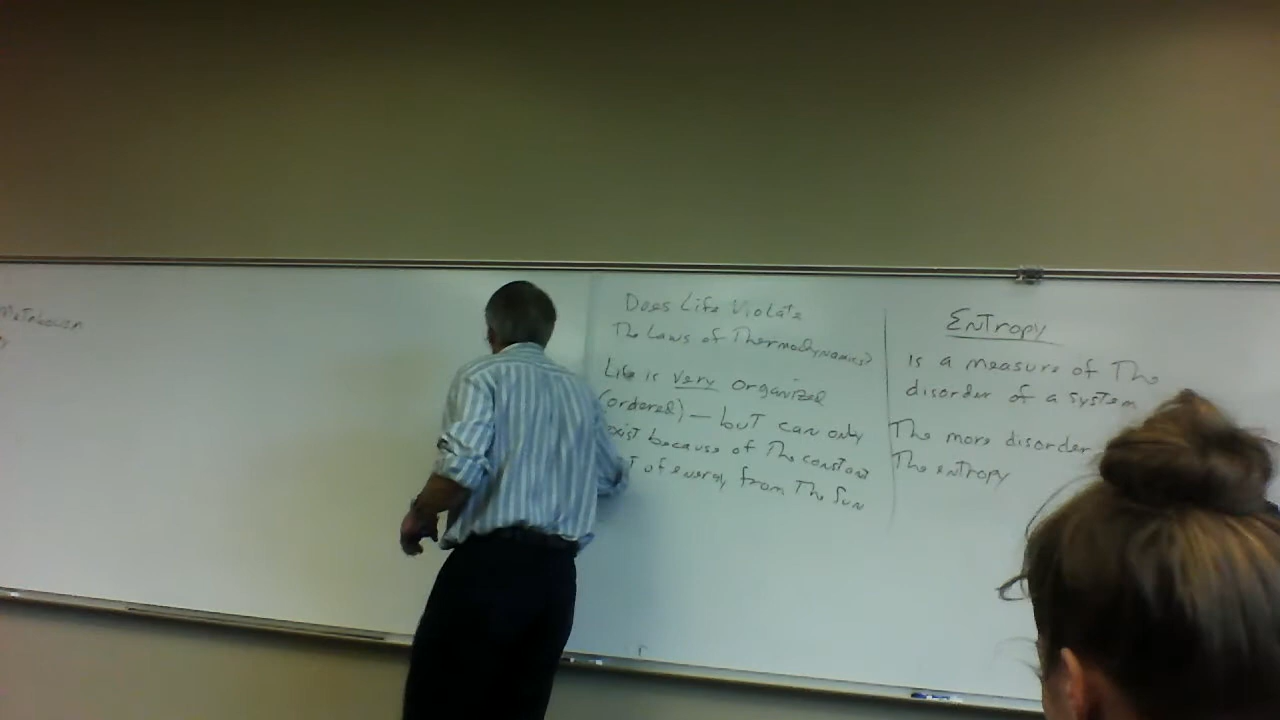 Metabolism
Does Life Violate
The Laws of Thermodynamics?
Life is very organized
(ordered) — but can only
exist because of The constant
of energy from The Sun
Entropy
is a measure of The
disorder of a system
The more disorder
The entropy